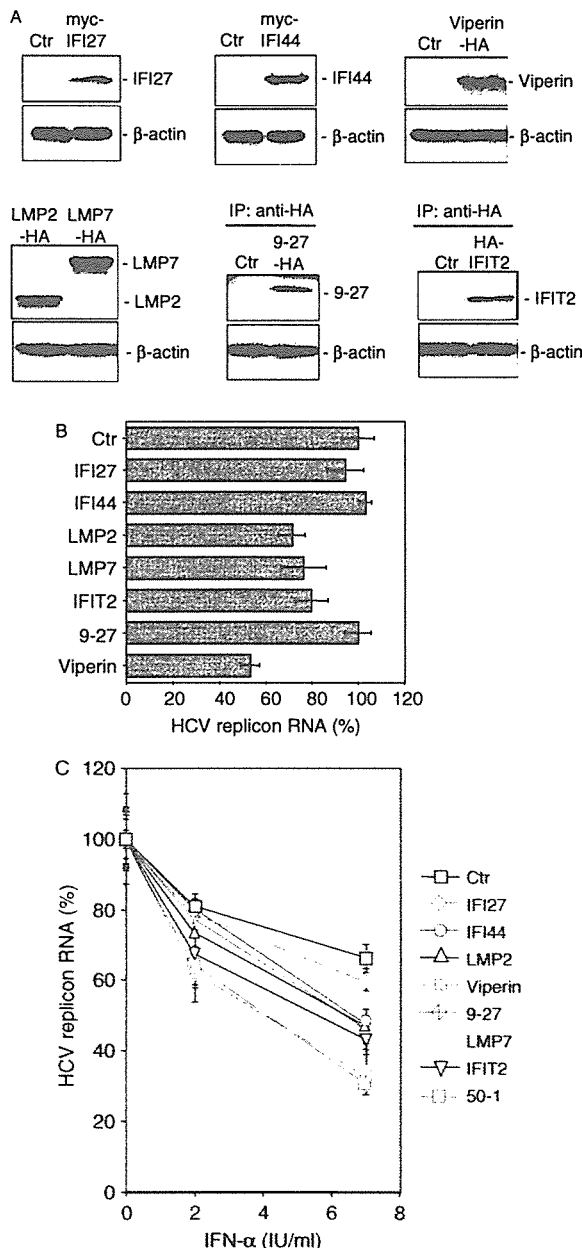 A
myc-
Ctr IFI27
- IFI27
- β-actin
myc-
Ctr IFI44
- IFI44
- β-actin
Viperin
Ctr -HA
- Viperin
- β-actin
LMP2 LMP7
-HA -HA
- LMP7
- LMP2
- β-actin
IP: anti-HA
9-27
Ctr -HA
- 9-27
- β-actin
IP: anti-HA
HA-
Ctr IFIT2
- IFIT2
- β-actin
B
Ctr
IFI27
IFI44
LMP2
LMP7
IFIT2
9-27
Viperin
0 20 40 60 80 100 120
HCV replicon RNA (%)
C
120
100
80
60
40
20
0
HCV replicon RNA (%)
0 2 4 6 8
IFN-α (IU/ml)
Ctr
IFI27
IFI44
LMP2
Viperin
9-27
LMP7
IFIT2
50-1